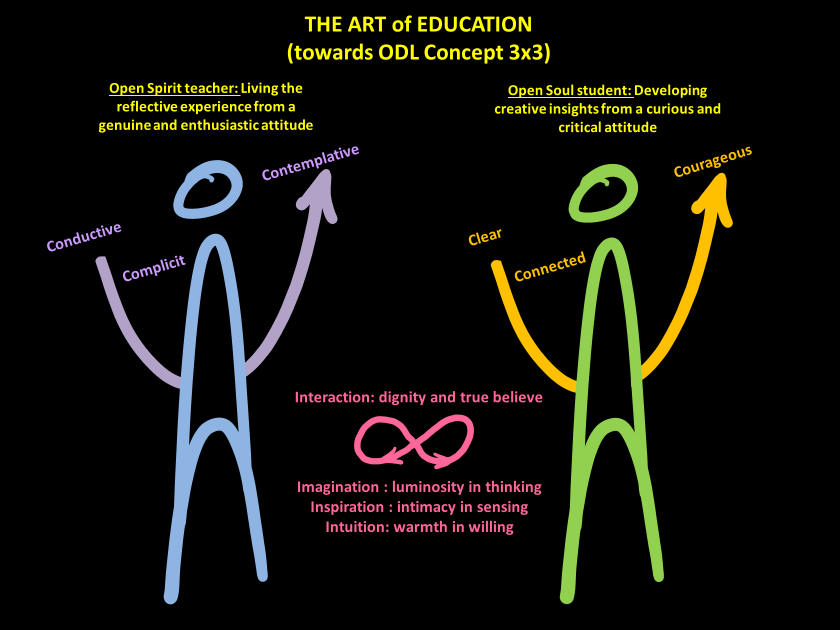 THE ART of EDUCATION
(towards ODL Concept 3x3)
Open Spirit teacher: Living the
reflective experience from a
genuine and enthusiastic attitude
Open Soul student: Developing
creative insights from a curious and
critical attitude
Conductive
Complicit
Contemplative
Clear
Connected
Courageous
Interaction: dignity and true believe
Imagination : luminosity in thinking
Inspiration : intimacy in sensing
Intuition: warmth in willing